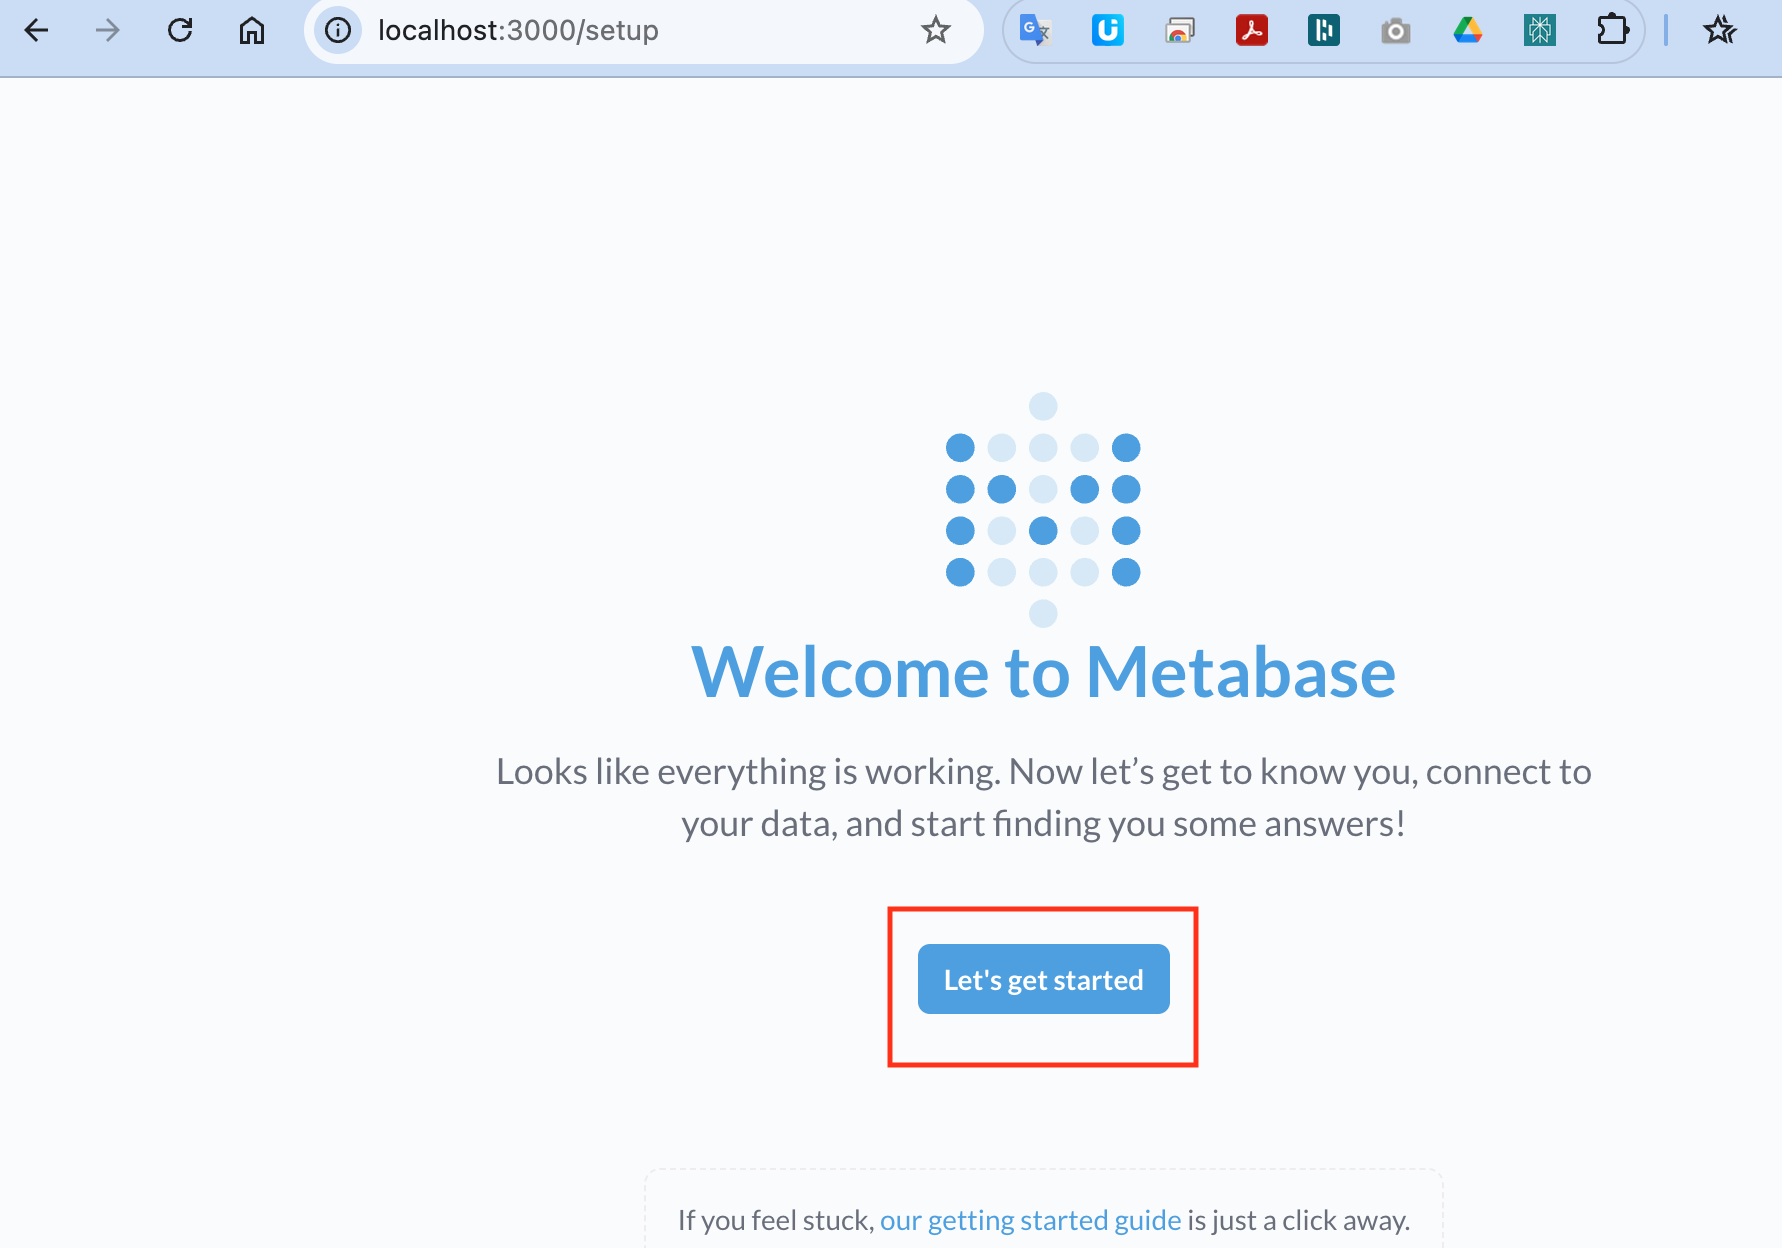 localhost:3000/setup
Welcome to Metabase
Looks like everything is working. Now let’s get to know you, connect to
your data, and start finding you some answers!
Let's get started
If you feel stuck, our getting started guide is just a click away.